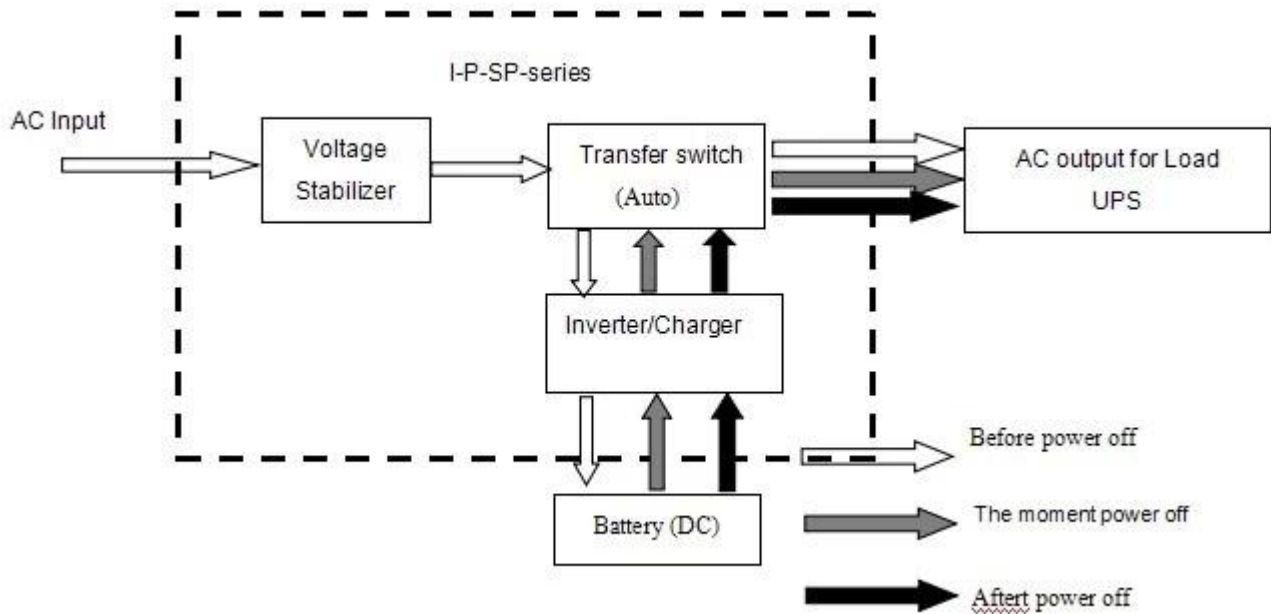 I-P-SP-series
AC Input
Voltage
Stabilizer
Transfer switch
(Auto)
AC output for Load
UPS
Inverter/Charger
Battery (DC)
Before power off
The moment power off
Aftert power off